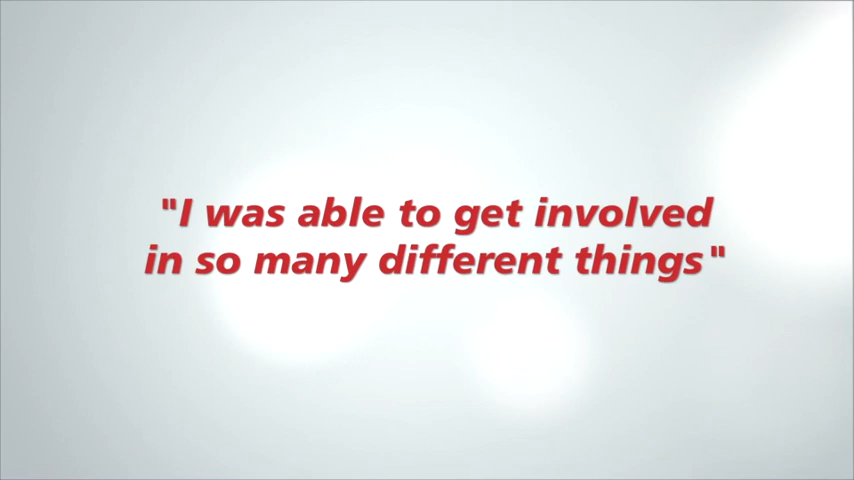 "I was able to get involved
in so many different things"